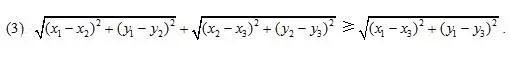 (3) √((x₁−x₂)²+(y₁−y₂)²) + √((x₂−x₃)²+(y₂−y₃)²) ≥ √((x₁−x₃)²+(y₁−y₃)²) .